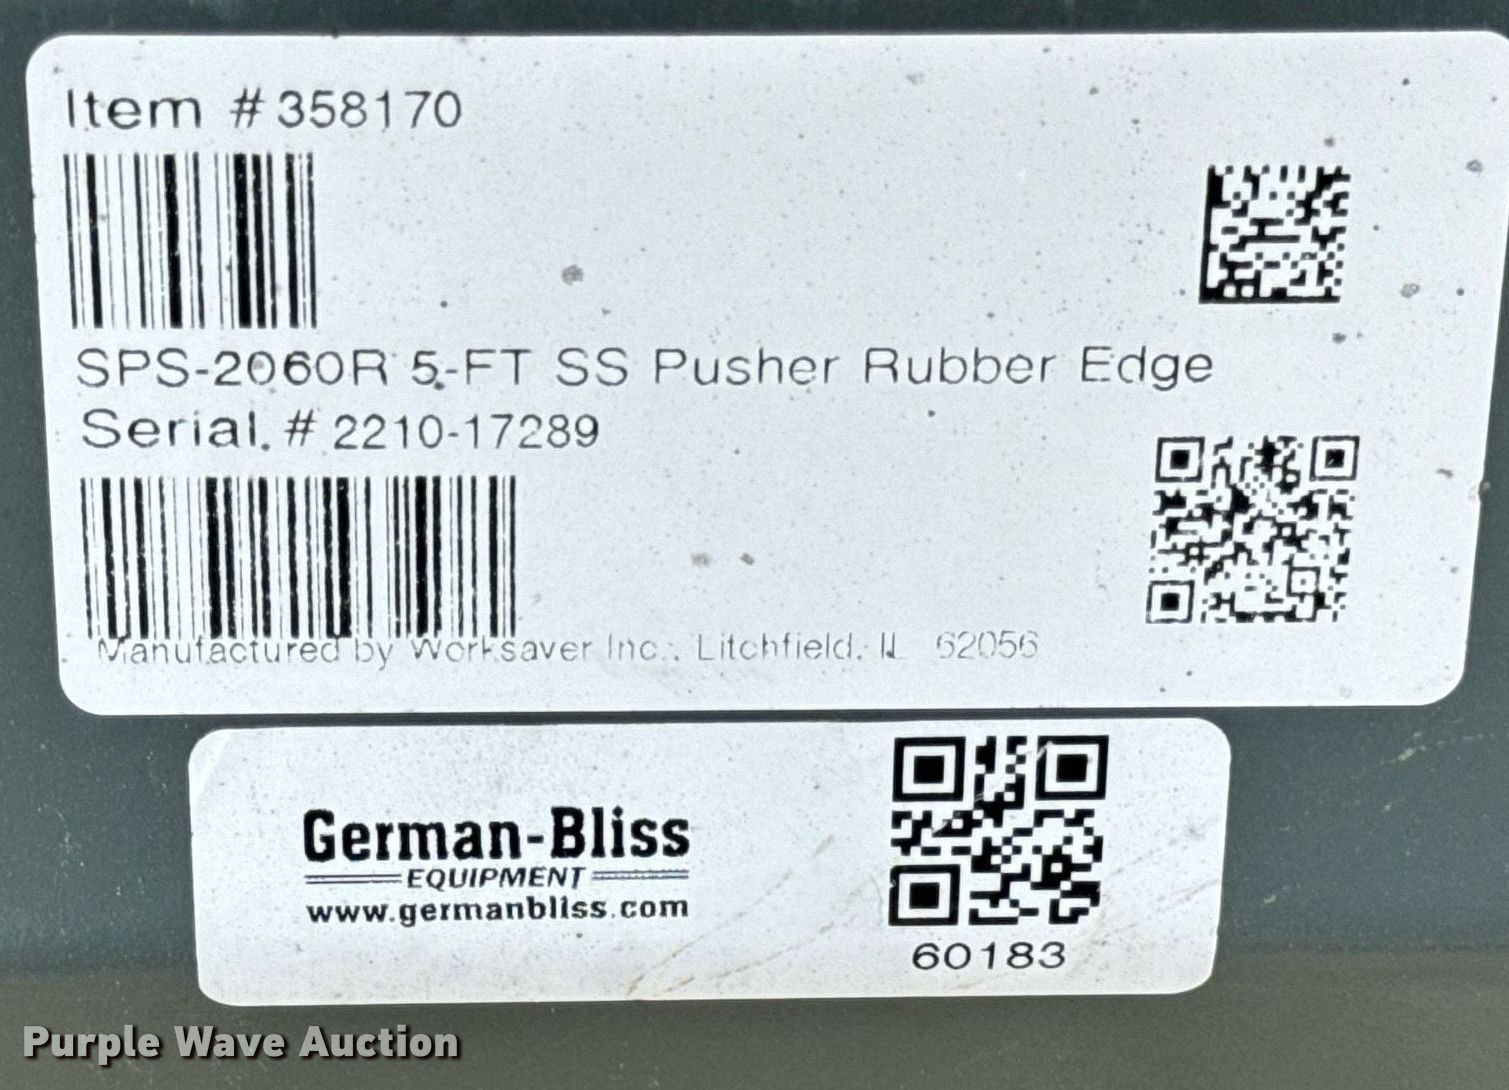 Item #358170
SPS-2060R 5-FT SS Pusher Rubber Edge
Serial # 2210-17289
Manufactured by Worksaver Inc., Litchfield, IL 62056
German-Bliss
EQUIPMENT
www.germanbliss.com
60183
Purple Wave Auction